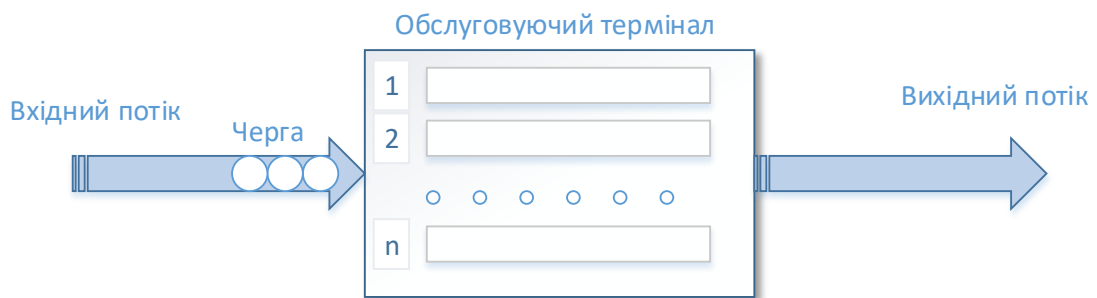 Обслуговуючий термінал
Вхідний потік
Черга
1
2
n
Вихідний потік